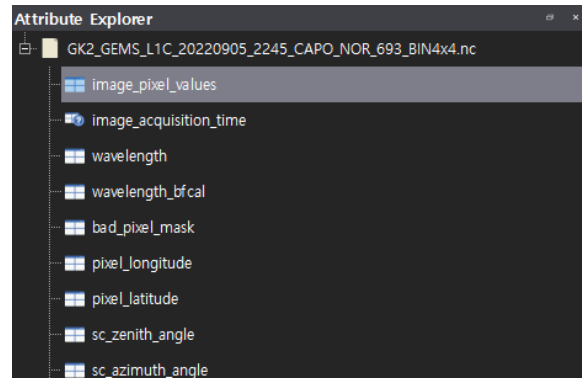 Attribute Explorer
GK2_GEMS_L1C_20220905_2245_CAPO_NOR_693_BIN4x4.nc
image_pixel_values
image_acquisition_time
wavelength
wavelength_bfcal
bad_pixel_mask
pixel_longitude
pixel_latitude
sc_zenith_angle
sc_azimuth_angle